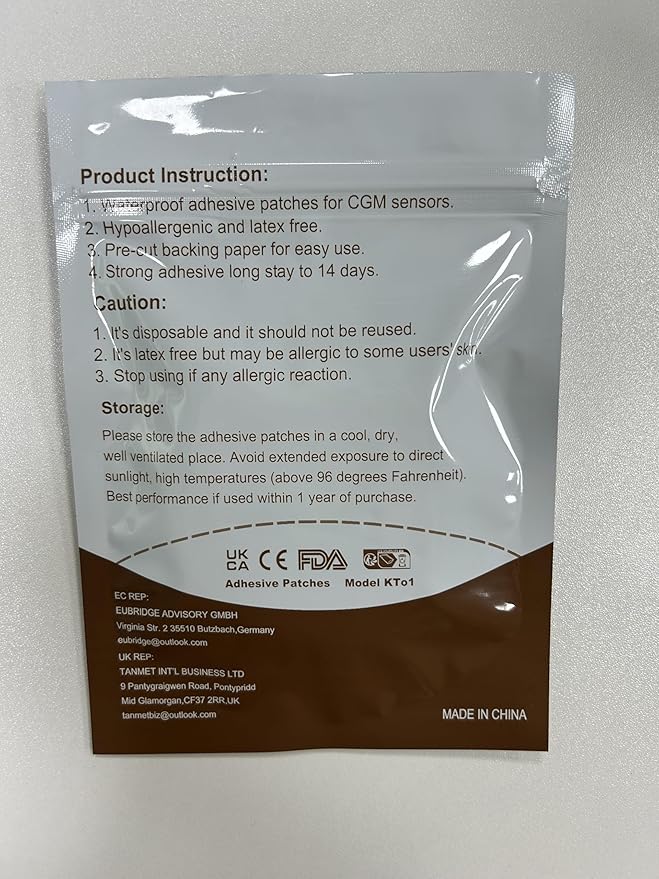 Product Instruction:
1. Waterproof adhesive patches for CGM sensors.
2. Hypoallergenic and latex free.
3. Pre-cut backing paper for easy use.
4. Strong adhesive long stay to 14 days.
Caution:
1. It's disposable and it should not be reused.
2. It's latex free but may be allergic to some users' skin.
3. Stop using if any allergic reaction.
Storage:
Please store the adhesive patches in a cool, dry,
well ventilated place. Avoid extended exposure to direct
sunlight, high temperatures (above 96 degrees Fahrenheit).
Best performance if used within 1 year of purchase.
UK
CA CE FDA
Adhesive Patches Model KTo1
EC REP:
EUBRIDGE ADVISORY GMBH
Virginia Str. 2 35510 Butzbach,Germany
eubridge@outlook.com
UK REP:
TANMET INT'L BUSINESS LTD
9 Pantygraigwen Road, Pontypridd
Mid Glamorgan,CF37 2RR,UK
tanmetbiz@outlook.com
MADE IN CHINA